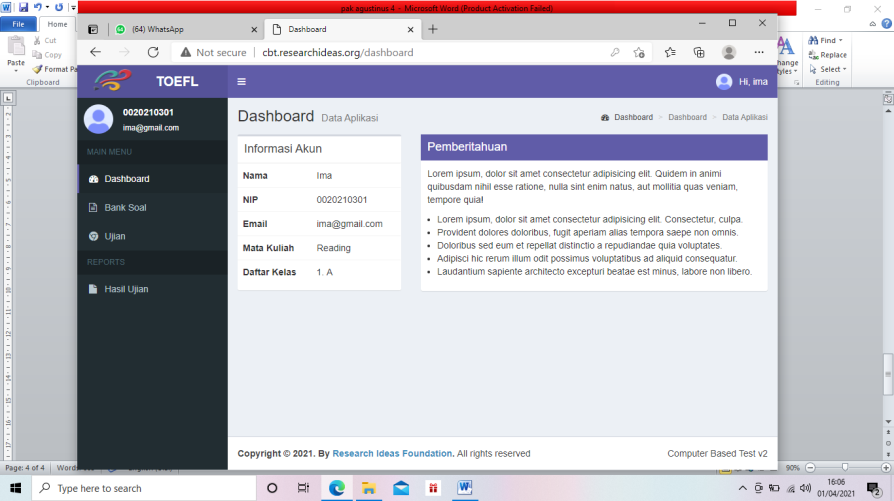 pak agustinus 4 - Microsoft Word (Product Activation Failed)
File Home
Cut
Copy
Format Pa
Paste
Clipboard
Find
Replace
Select
Editing
(64) WhatsApp
Dashboard
Not secure | cbt.researchideas.org/dashboard
TOEFL
Hi, ima
0020210301
ima@gmail.com
MAIN MENU
Dashboard
Bank Soal
Ujian
REPORTS
Hasil Ujian
Dashboard Data Aplikasi
Dashboard > Dashboard > Data Aplikasi
Informasi Akun
Nama Ima
NIP 0020210301
Email ima@gmail.com
Mata Kuliah Reading
Daftar Kelas 1. A
Pemberitahuan
Lorem ipsum, dolor sit amet consectetur adipisicing elit. Quidem in animi
quibusdam nihil esse ratione, nulla sint enim natus, aut mollitia quas veniam,
tempore quia!
• Lorem ipsum, dolor sit amet consectetur adipisicing elit. Consectetur, culpa.
• Provident dolores doloribus, fugit aperiam alias tempora saepe non omnis.
• Doloribus sed eum et repellat distinctio a repudiandae quia voluptates.
• Adipisci hic rerum illum odit possimus voluptatibus ad aliquid consequatur.
• Laudantium sapiente architecto excepturi beatae est minus, labore non libero.
Copyright © 2021. By Research Ideas Foundation. All rights reserved
Computer Based Test v2
Page: 4 of 4
90%
Type here to search
16:06
01/04/2021